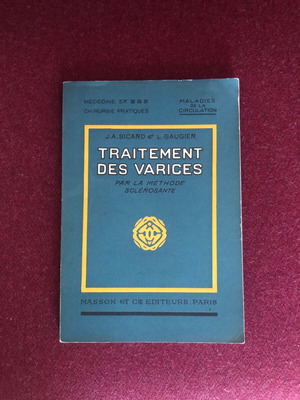 MÉDECINE ET
CHIRURGIE PRATIQUES
MALADIES
DE LA
CIRCULATION
J.A. SICARD et L. GAUGIER
TRAITEMENT
DES VARICES
PAR LA MÉTHODE
SCLÉROSANTE
MASSON ET CIE EDITEURS. PARIS